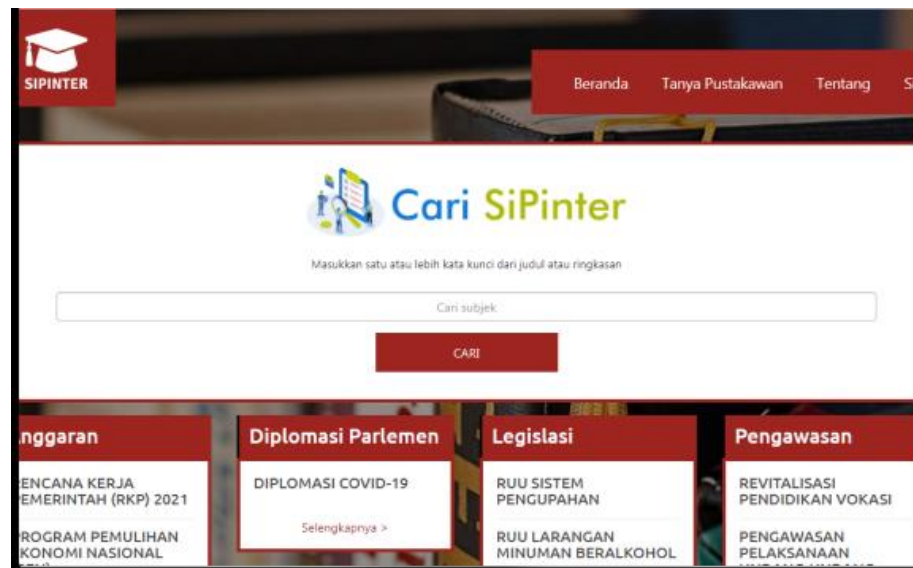 SIPINTER
Beranda Tanya Pustakawan Tentang
Cari SiPinter
Masukkan satu atau lebih kata kunci dari judul atau ringkasan
Cari subjek
CARI
nggaran
ENCANA KERJA
EMERINTAH (RKP) 2021
ROGRAM PEMULIHAN
KONOMI NASIONAL
Diplomasi Parlemen
DIPLOMASI COVID-19
Selengkapnya >
Legislasi
RUU SISTEM
PENGUPAHAN
RUU LARANGAN
MINUMAN BERALKOHOL
Pengawasan
REVITALISASI
PENDIDIKAN VOKASI
PENGAWASAN
PELAKSANAAN